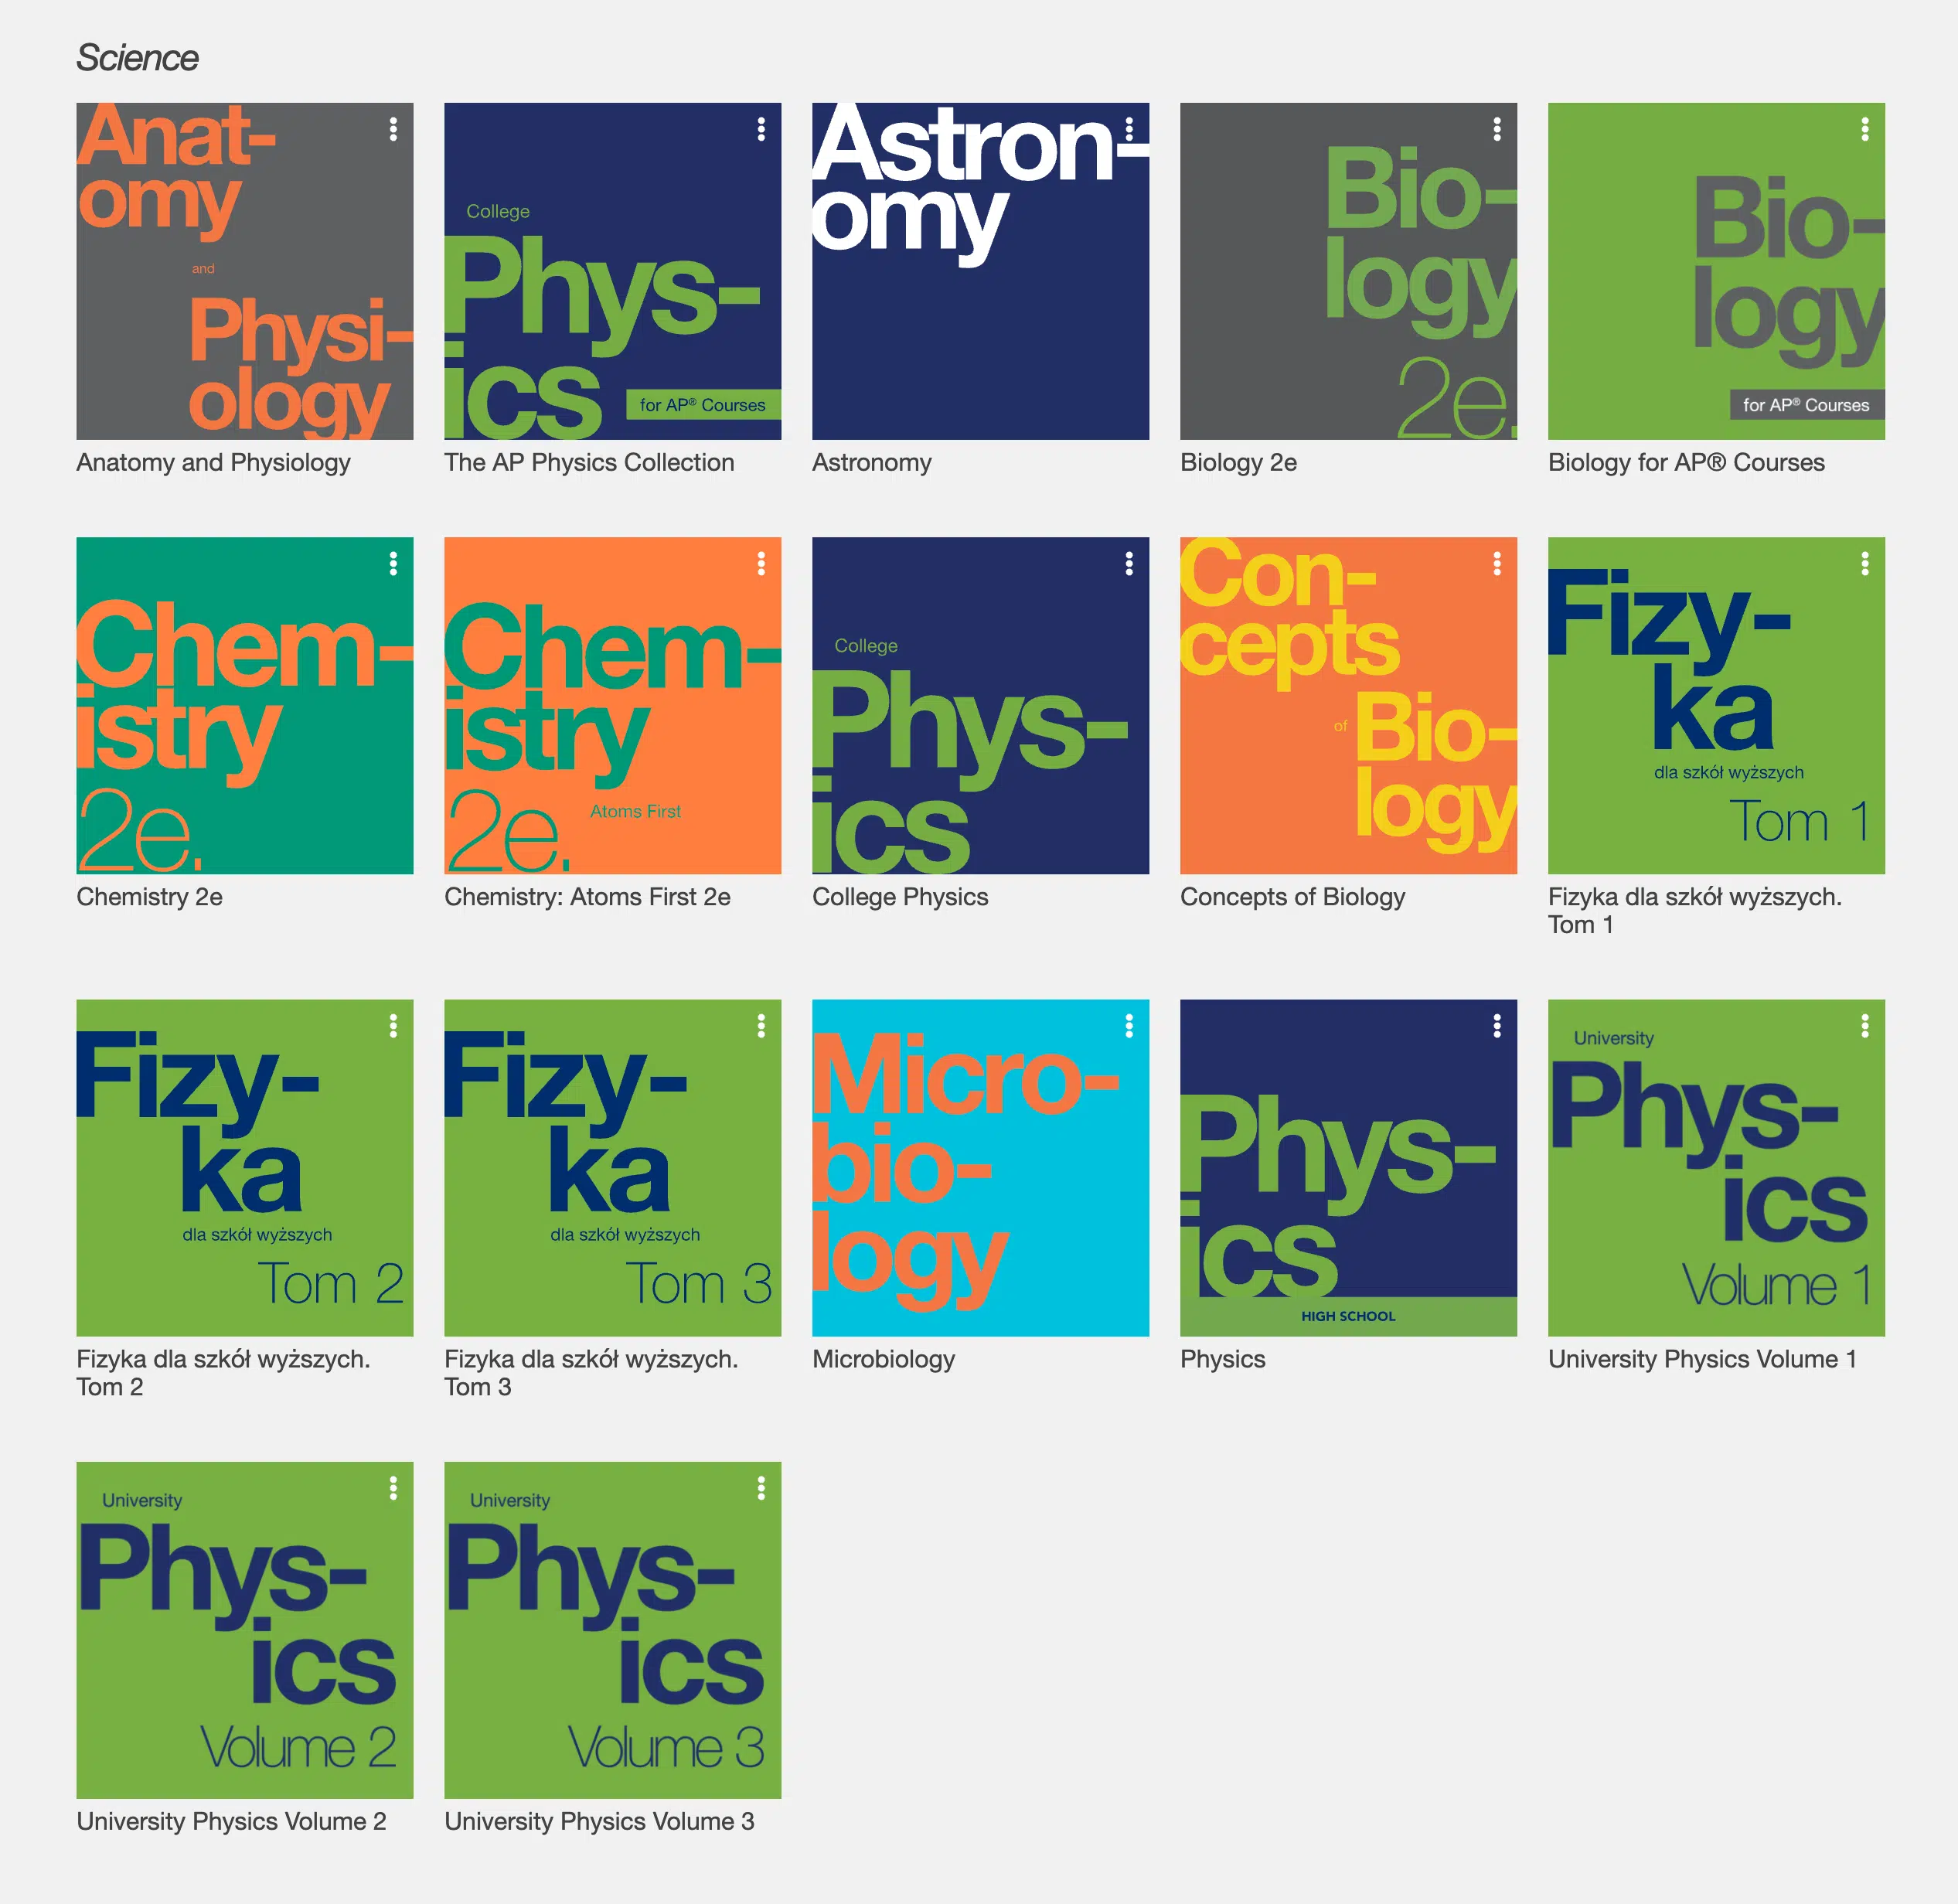 Science
Anat-
omy
and
Physi-
ology
Anatomy and Physiology
College
Phys-
ics
for AP® Courses
The AP Physics Collection
Astron-
omy
Astronomy
Bio-
logy
2e.
Biology 2e
Bio-
logy
for AP® Courses
Biology for AP® Courses
Chem-
istry
2e.
Chemistry 2e
Chem-
istry
2e.
Atoms First
Chemistry: Atoms First 2e
College
Phys-
ics
College Physics
Con-
cepts
of Bio-
logy
Concepts of Biology
Fizy-
ka
dla szkół wyższych
Tom 1
Fizyka dla szkół wyższych.
Tom 1
Fizy-
ka
dla szkół wyższych
Tom 2
Fizyka dla szkół wyższych.
Tom 2
Fizy-
ka
dla szkół wyższych
Tom 3
Fizyka dla szkół wyższych.
Tom 3
Micro-
bio-
logy
Microbiology
Phys-
ics
HIGH SCHOOL
Physics
University
Phys-
ics
Volume 1
University Physics Volume 1
University
Phys-
ics
Volume 2
University Physics Volume 2
University
Phys-
ics
Volume 3
University Physics Volume 3